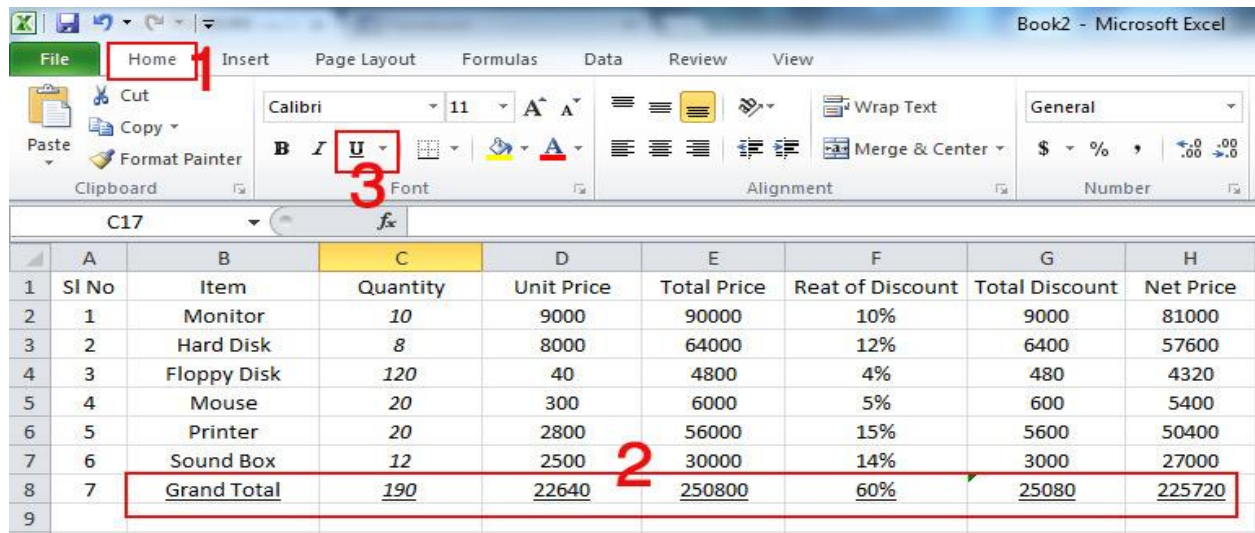 Book2 - Microsoft Excel
File Home 1 Insert Page Layout Formulas Data Review View
Paste
Cut
Copy
Format Painter
Clipboard
Calibri 11 A A
B I U A
3
Font
Wrap Text
Merge & Center
Alignment
General
$ % , .00 .00 .0
Number
C17 fx
A B C D E F G H
1 Sl No Item Quantity Unit Price Total Price Reat of Discount Total Discount Net Price
2 1 Monitor 10 9000 90000 10% 9000 81000
3 2 Hard Disk 8 8000 64000 12% 6400 57600
4 3 Floppy Disk 120 40 4800 4% 480 4320
5 4 Mouse 20 300 6000 5% 600 5400
6 5 Printer 20 2800 56000 15% 5600 50400
7 6 Sound Box 12 2500 30000 14% 3000 27000
2
8 7 Grand Total 190 22640 250800 60% 25080 225720
9